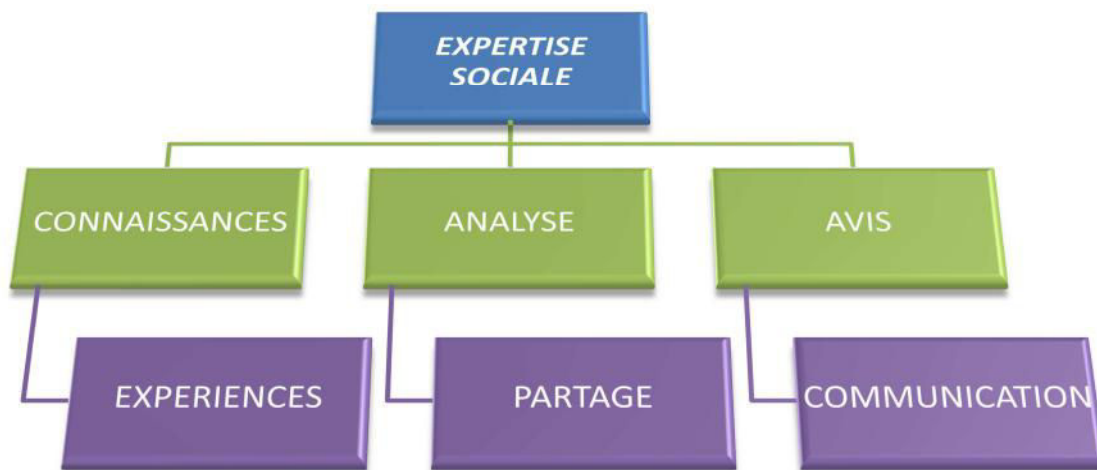 EXPERTISE
SOCIALE
CONNAISSANCES
ANALYSE
AVIS
EXPERIENCES
PARTAGE
COMMUNICATION